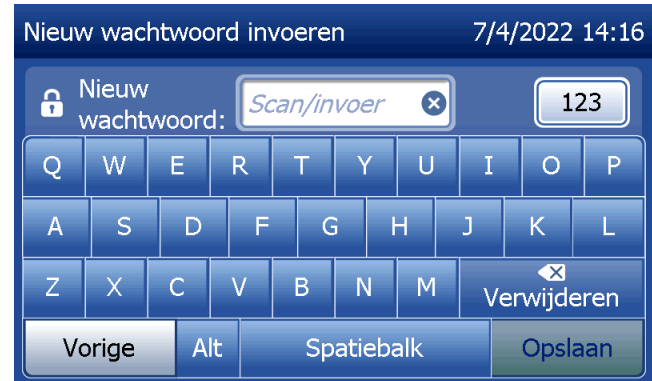 Nieuw wachtwoord invoeren 7/4/2022 14:16
Nieuw
wachtwoord: Scan/invoer 123
Q W E R T Y U I O P
A S D F G H J K L
Z X C V B N M Verwijderen
Vorige Alt Spatiebalk Opslaan